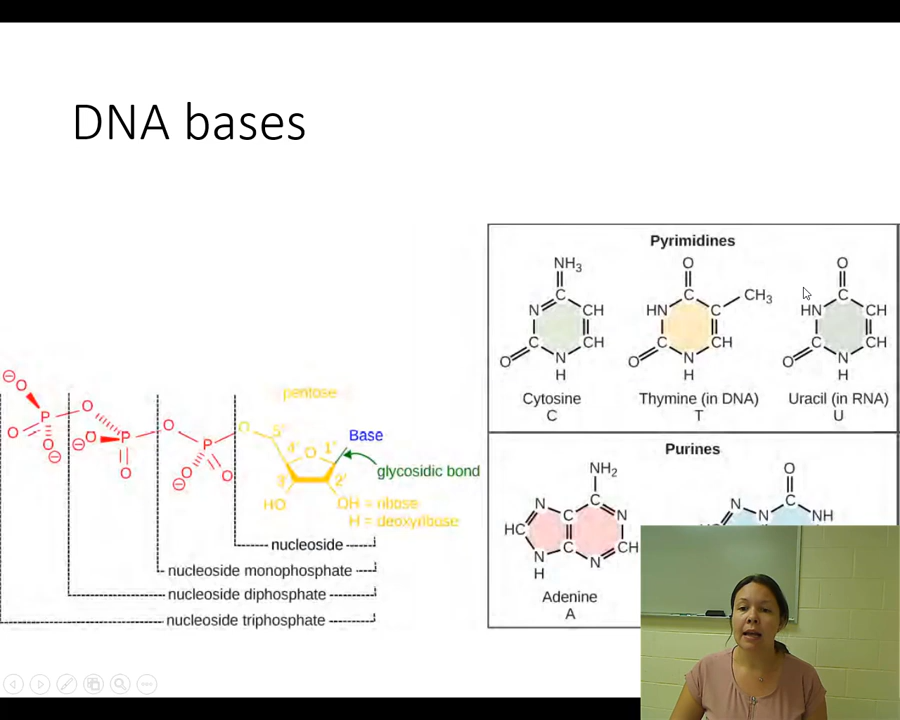 DNA bases
Pyrimidines
NH3
C
N
CH
CH
C
O
N
H
Cytosine
C
O
C
HN
C
CH3
C
CH
O
N
H
Thymine (in DNA)
T
O
C
HN
CH
C
CH
O
N
H
Uracil (in RNA)
U
Purines
NH2
C
N
C
N
HC
N
C
CH
N
H
Adenine
A
O
C
N
N
NH
O
P
O
O
O
O
P
O
O
P
O
O
O
5'
pentose
4'
O
1'
3'
2'
Base
glycosidic bond
HO
OH = ribose
H = deoxyribose
nucleoside
nucleoside monophosphate
nucleoside diphosphate
nucleoside triphosphate